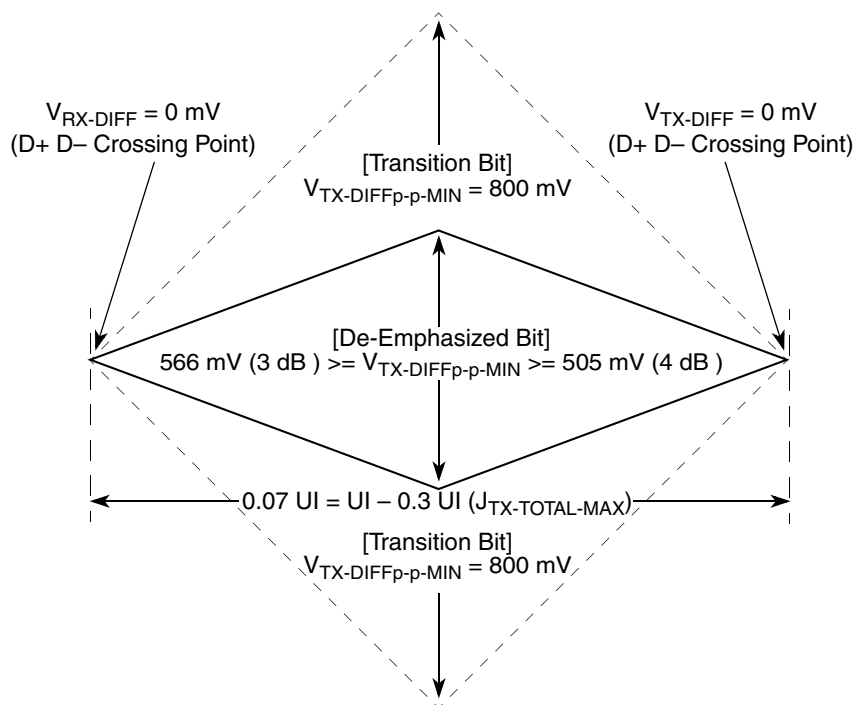 V_RX-DIFF = 0 mV
(D+ D– Crossing Point)
V_TX-DIFF = 0 mV
(D+ D– Crossing Point)
[Transition Bit]
V_TX-DIFFp-p-MIN = 800 mV
[De-Emphasized Bit]
566 mV (3 dB ) >= V_TX-DIFFp-p-MIN >= 505 mV (4 dB )
0.07 UI = UI – 0.3 UI (J_TX-TOTAL-MAX)
[Transition Bit]
V_TX-DIFFp-p-MIN = 800 mV